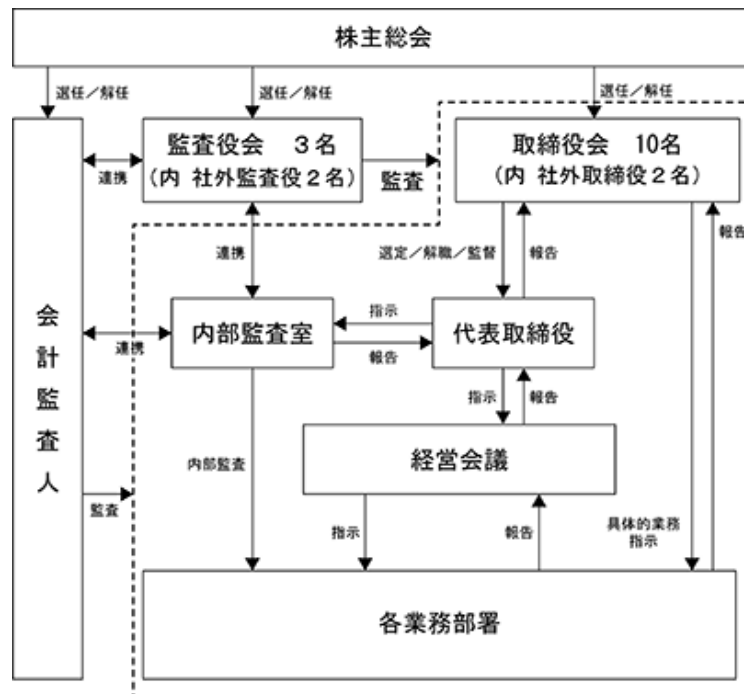 株主総会
選任／解任
選任／解任
選任／解任
監査役会　３名
（内 社外監査役２名）
取締役会　10名
（内 社外取締役２名）
連携
監査
連携
選定／解職／監督
報告
報告
会計監査人
内部監査室
代表取締役
指示
報告
連携
指示
報告
経営会議
内部監査
監査
指示
報告
具体的業務
指示
各業務部署